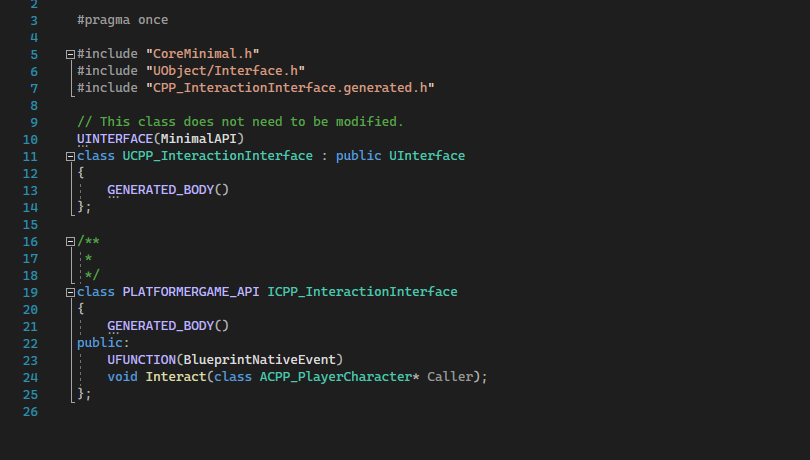 2
3 #pragma once
4
5 #include "CoreMinimal.h"
6 #include "UObject/Interface.h"
7 #include "CPP_InteractionInterface.generated.h"
8
9 // This class does not need to be modified.
10 UINTERFACE(MinimalAPI)
11 class UCPP_InteractionInterface : public UInterface
12 {
13 GENERATED_BODY()
14 };
15
16 /**
17 *
18 */
19 class PLATFORMERGAME_API ICPP_InteractionInterface
20 {
21 GENERATED_BODY()
22 public:
23 UFUNCTION(BlueprintNativeEvent)
24 void Interact(class ACPP_PlayerCharacter* Caller);
25 };
26